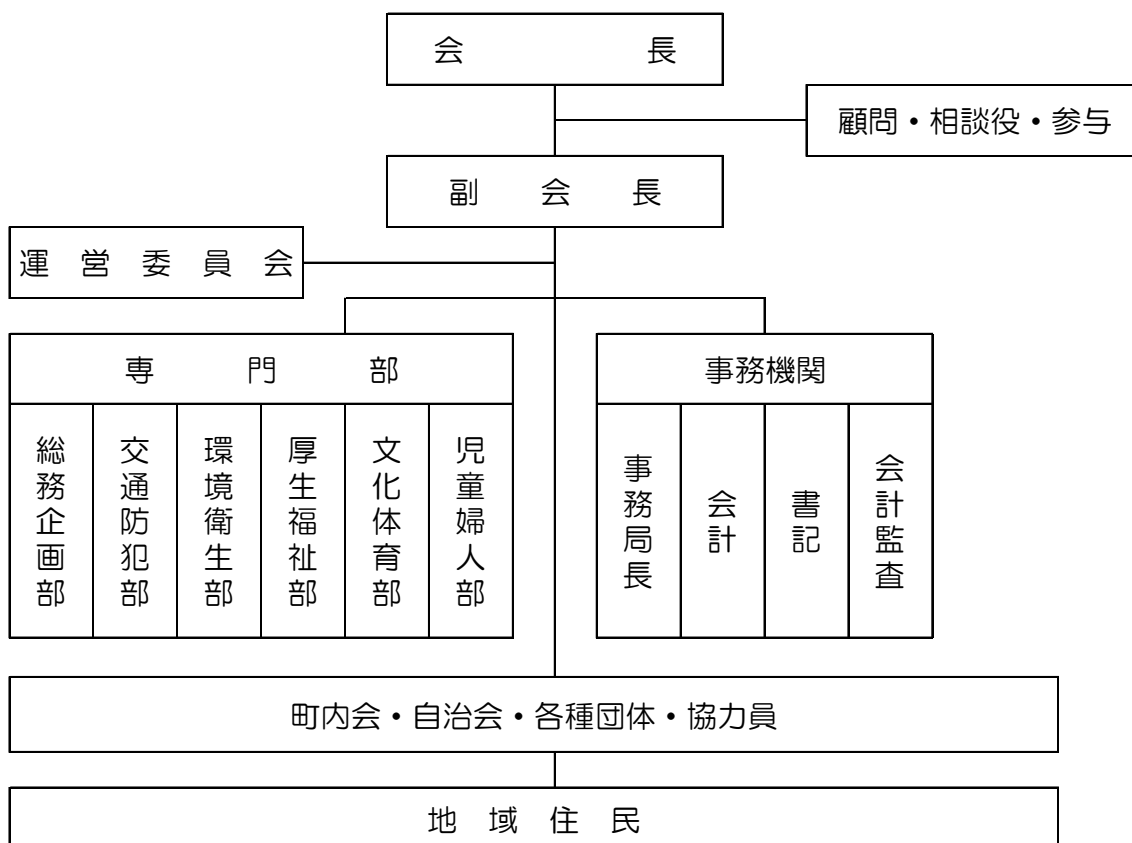 会長
顧問・相談役・参与
副会長
運営委員会
専門部
事務機関
総務企画部
交通防犯部
環境衛生部
厚生福祉部
文化体育部
児童婦人部
事務局長
会計
書記
会計監査
町内会・自治会・各種団体・協力員
地域住民